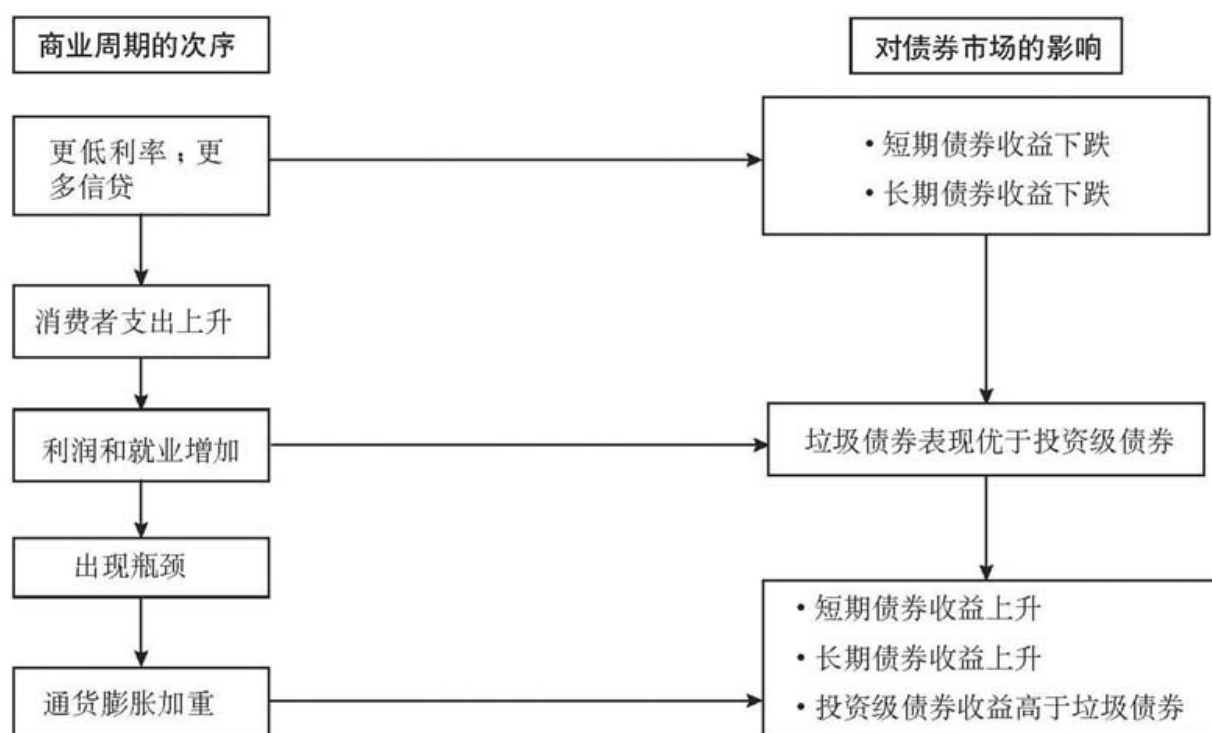 商业周期的次序
对债券市场的影响
更低利率；更
多信贷
•短期债券收益下跌
•长期债券收益下跌
消费者支出上升
利润和就业增加
垃圾债券表现优于投资级债券
出现瓶颈
•短期债券收益上升
•长期债券收益上升
通货膨胀加重
•投资级债券收益高于垃圾债券